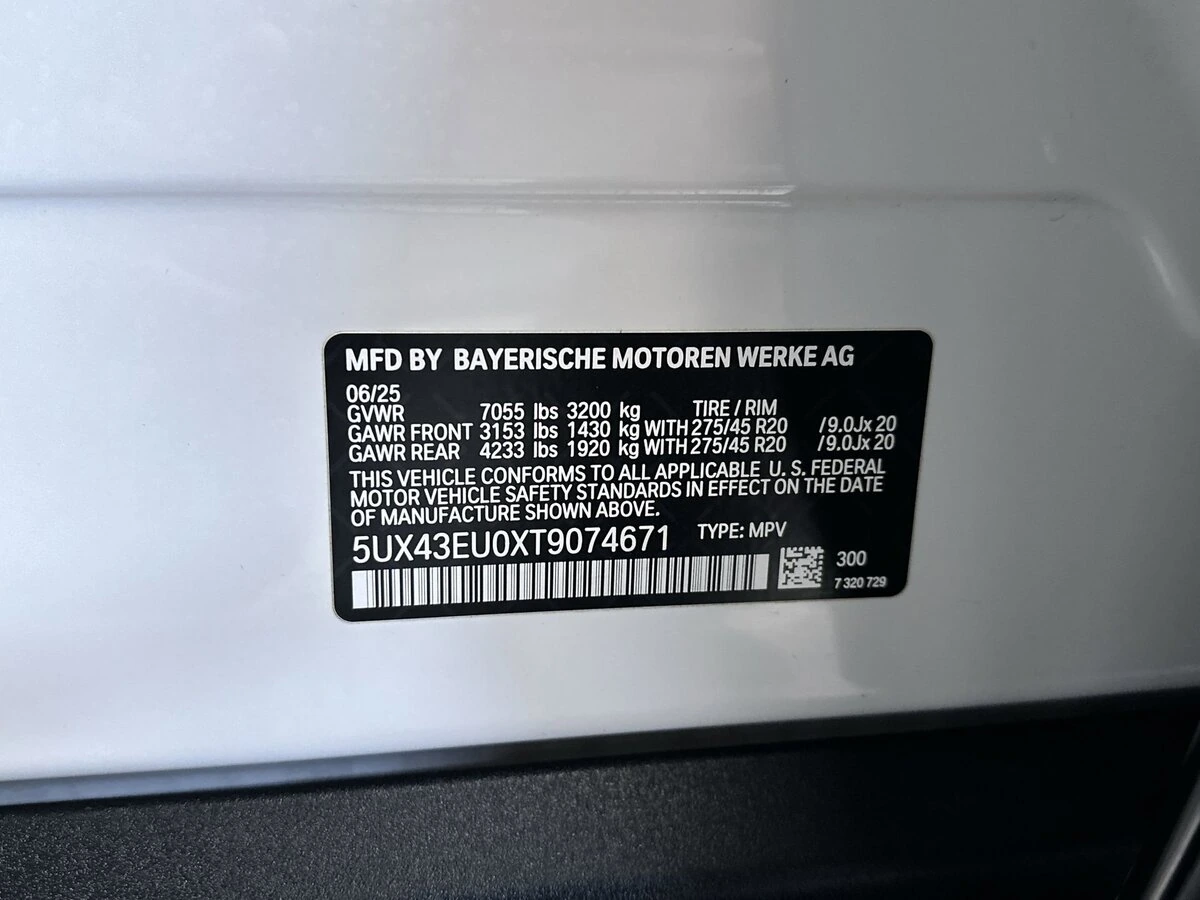 MFD BY BAYERISCHE MOTOREN WERKE AG
06/25
GVWR 7055 lbs 3200 kg TIRE / RIM
GAWR FRONT 3153 lbs 1430 kg WITH 275/45 R20 /9.0Jx 20
GAWR REAR 4233 lbs 1920 kg WITH 275/45 R20 /9.0Jx 20
THIS VEHICLE CONFORMS TO ALL APPLICABLE U. S. FEDERAL
MOTOR VEHICLE SAFETY STANDARDS IN EFFECT ON THE DATE
OF MANUFACTURE SHOWN ABOVE.
5UX43EU0XT9074671 TYPE: MPV
300
7 320 729